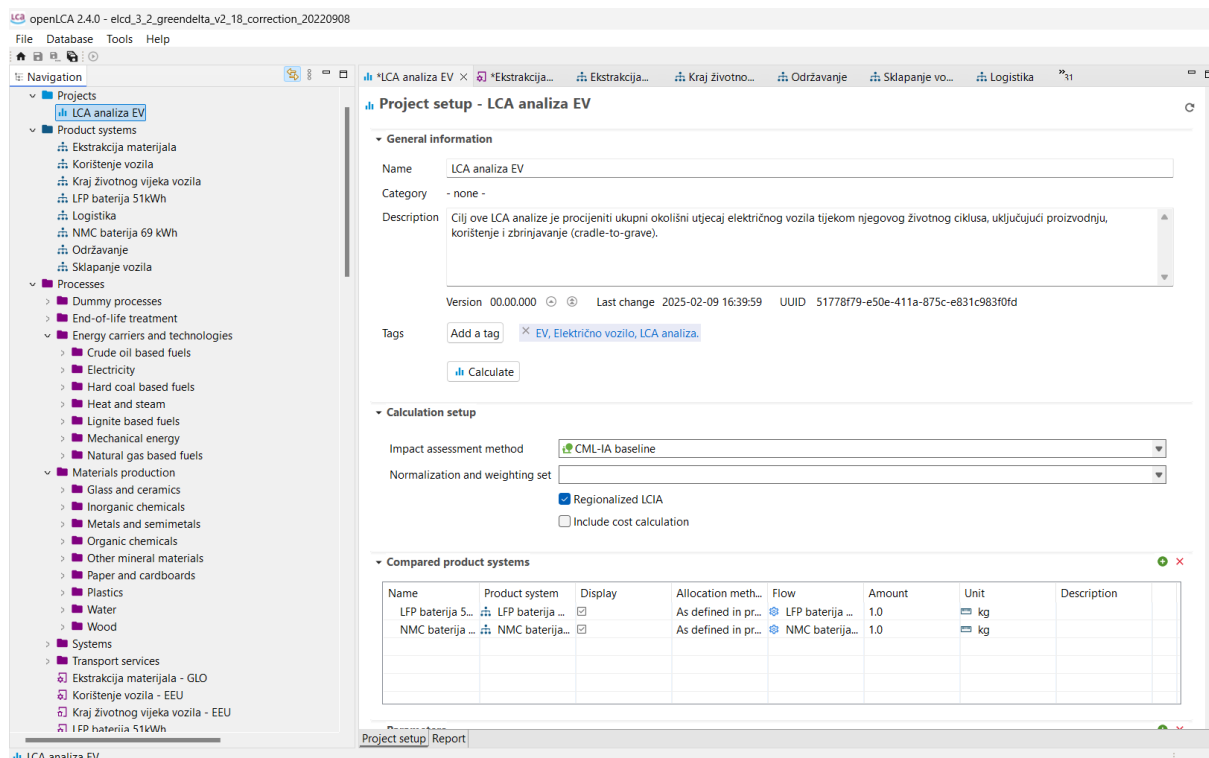 openLCA 2.4.0 - elcd_3_2_greendelta_v2_18_correction_20220908
File Database Tools Help
Navigation
Projects
LCA analiza EV
Product systems
Ekstrakcija materijala
Korištenje vozila
Kraj životnog vijeka vozila
LFP baterija 51kWh
Logistika
NMC baterija 69 kWh
Održavanje
Sklapanje vozila
Processes
Dummy processes
End-of-life treatment
Energy carriers and technologies
Crude oil based fuels
Electricity
Hard coal based fuels
Heat and steam
Lignite based fuels
Mechanical energy
Natural gas based fuels
Materials production
Glass and ceramics
Inorganic chemicals
Metals and semimetals
Organic chemicals
Other mineral materials
Paper and cardboards
Plastics
Water
Wood
Systems
Transport services
Ekstrakcija materijala - GLO
Korištenje vozila - EEU
Kraj životnog vijeka vozila - EEU
LFP baterija 51kWh
LCA analiza EV
*LCA analiza EV *Ekstrakcija... Ekstrakcija... Kraj životno... Održavanje Sklapanje vo... Logistika »31
Project setup - LCA analiza EV
General information
Name LCA analiza EV
Category - none -
Description Cilj ove LCA analize je procijeniti ukupni okolišni utjecaj električnog vozila tijekom njegovog životnog ciklusa, uključujući proizvodnju,
korištenje i zbrinjavanje (cradle-to-grave).
Version 00.00.000 Last change 2025-02-09 16:39:59 UUID 51778f79-e50e-411a-875c-e831c983f0fd
Tags Add a tag × EV, Električno vozilo, LCA analiza.
Calculate
Calculation setup
Impact assessment method CML-IA baseline
Normalization and weighting set
Regionalized LCIA
Include cost calculation
Compared product systems
Name Product system Display Allocation meth... Flow Amount Unit Description
LFP baterija 5... LFP baterija ... As defined in pr... LFP baterija ... 1.0 kg
NMC baterija ... NMC baterija... As defined in pr... NMC baterija... 1.0 kg
Parameters
Project setup Report